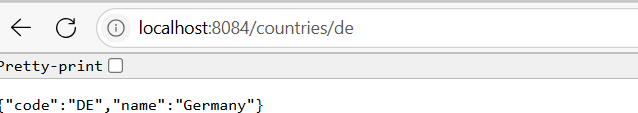 localhost:8084/countries/de
Pretty-print
{"code":"DE","name":"Germany"}